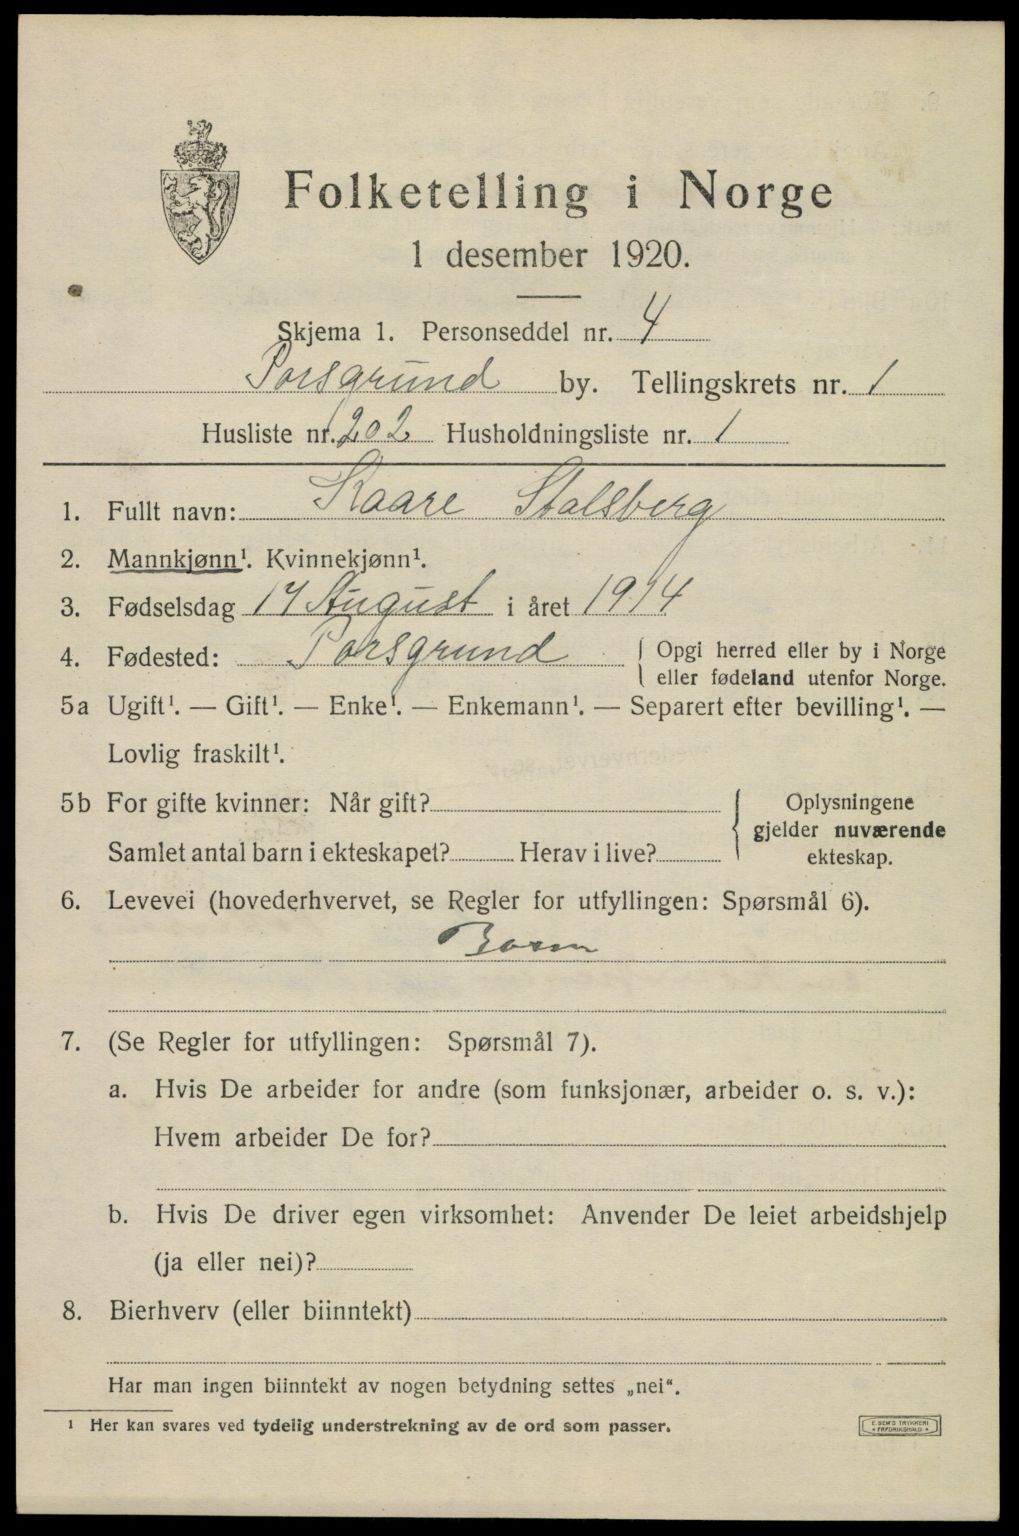 Folketelling i Norge
1 desember 1920.
Skjema 1. Personseddel nr. 4
Porsgrund by. Tellingskrets nr. 1
Husliste nr. 202 Husholdningsliste nr. 1
1. Fullt navn: Kaare Stalsberg
2. Mannkjønn¹. Kvinnekjønn¹.
3. Fødselsdag 17 August i året 1914
4. Fødested: Porsgrund { Opgi herred eller by i Norge
eller fødeland utenfor Norge.
5a Ugift¹. — Gift¹. — Enke¹. — Enkemann¹. — Separert efter bevilling¹. —
Lovlig fraskilt¹.
5b For gifte kvinner: Når gift? { Oplysningene
gjelder nuværende
Samlet antal barn i ekteskapet? Herav i live? ekteskap.
6. Levevei (hovederhvervet, se Regler for utfyllingen: Spørsmål 6).
Barn
7. (Se Regler for utfyllingen: Spørsmål 7).
a. Hvis De arbeider for andre (som funksjonær, arbeider o. s. v.):
Hvem arbeider De for?
b. Hvis De driver egen virksomhet: Anvender De leiet arbeidshjelp
(ja eller nei)?
8. Bierhverv (eller biinntekt)
Har man ingen biinntekt av nogen betydning settes „nei“.
¹ Her kan svares ved tydelig understrekning av de ord som passer.
E. SEM'S TRYKKERI
* FREDRIKSHALD *